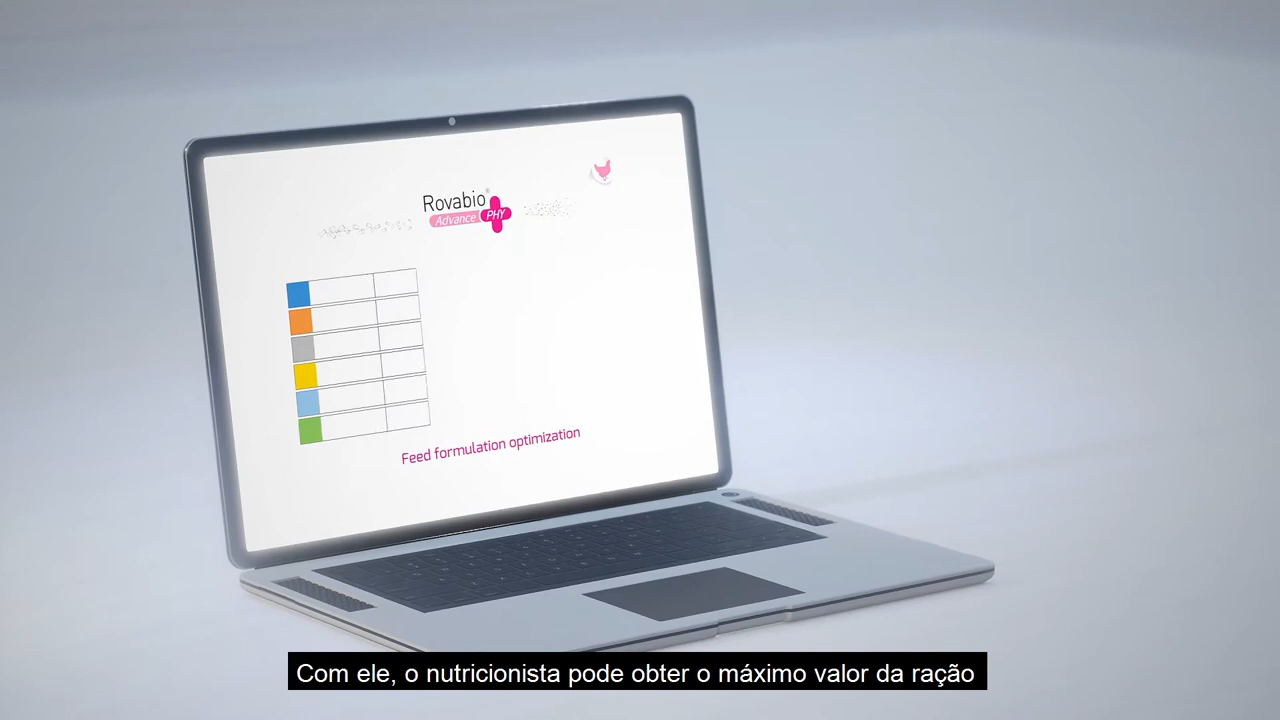 Rovabio®
Advance PHY
Feed formulation optimization
Com ele, o nutricionista pode obter o máximo valor da ração